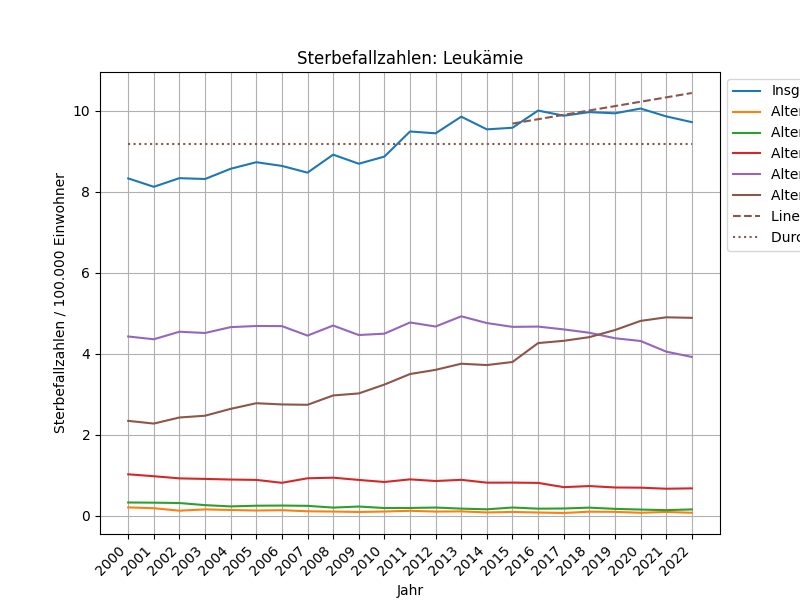 Sterbefallzahlen: Leukämie
Sterbefallzahlen / 100.000 Einwohner
10
8
6
4
2
0
2000
2001
2002
2003
2004
2005
2006
2007
2008
2009
2010
2011
2012
2013
2014
2015
2016
2017
2018
2019
2020
2021
2022
Jahr
Insg
Alter
Alter
Alter
Alter
Alter
Line
Durc